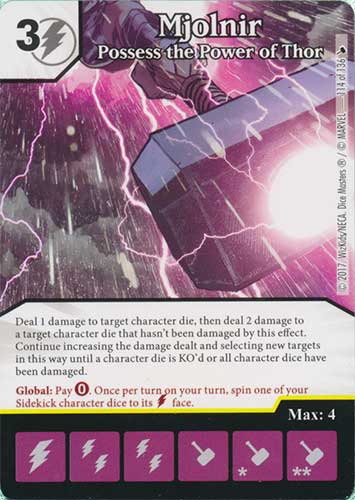 3
Mjolnir
Possess the Power of Thor
© 2017, WizKids/NECA. Dice Masters ® / © MARVEL 114 of 136
Deal 1 damage to target character die, then deal 2 damage to
a target character die that hasn't been damaged by this effect.
Continue increasing the damage dealt and selecting new targets
in this way until a character die is KO'd or all character dice have
been damaged.
Global: Pay 0. Once per turn on your turn, spin one of your
Sidekick character dice to its face.
Max: 4
*
**